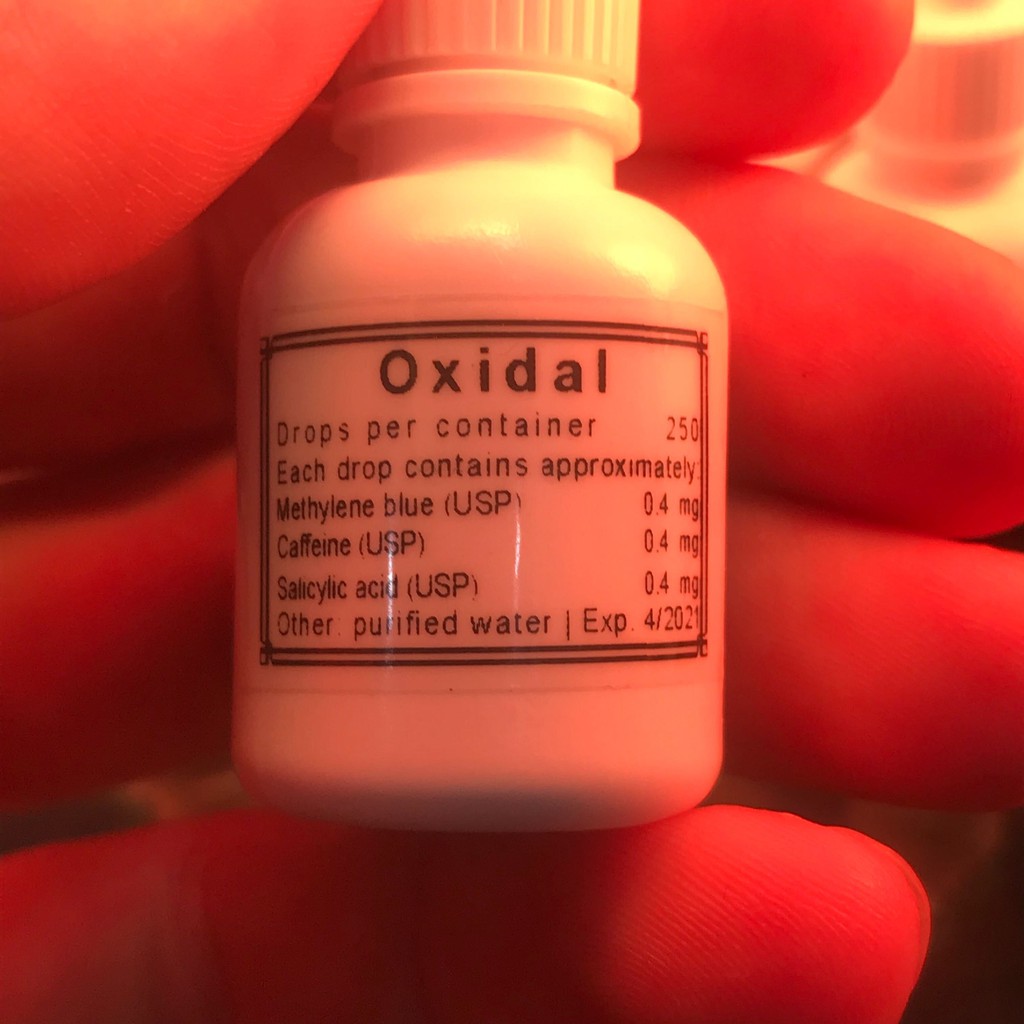 Oxidal
Drops per container 250
Each drop contains approximately:
Methylene blue (USP) 0.4 mg
Caffeine (USP) 0.4 mg
Salicylic acid (USP) 0.4 mg
Other: purified water | Exp. 4/2021